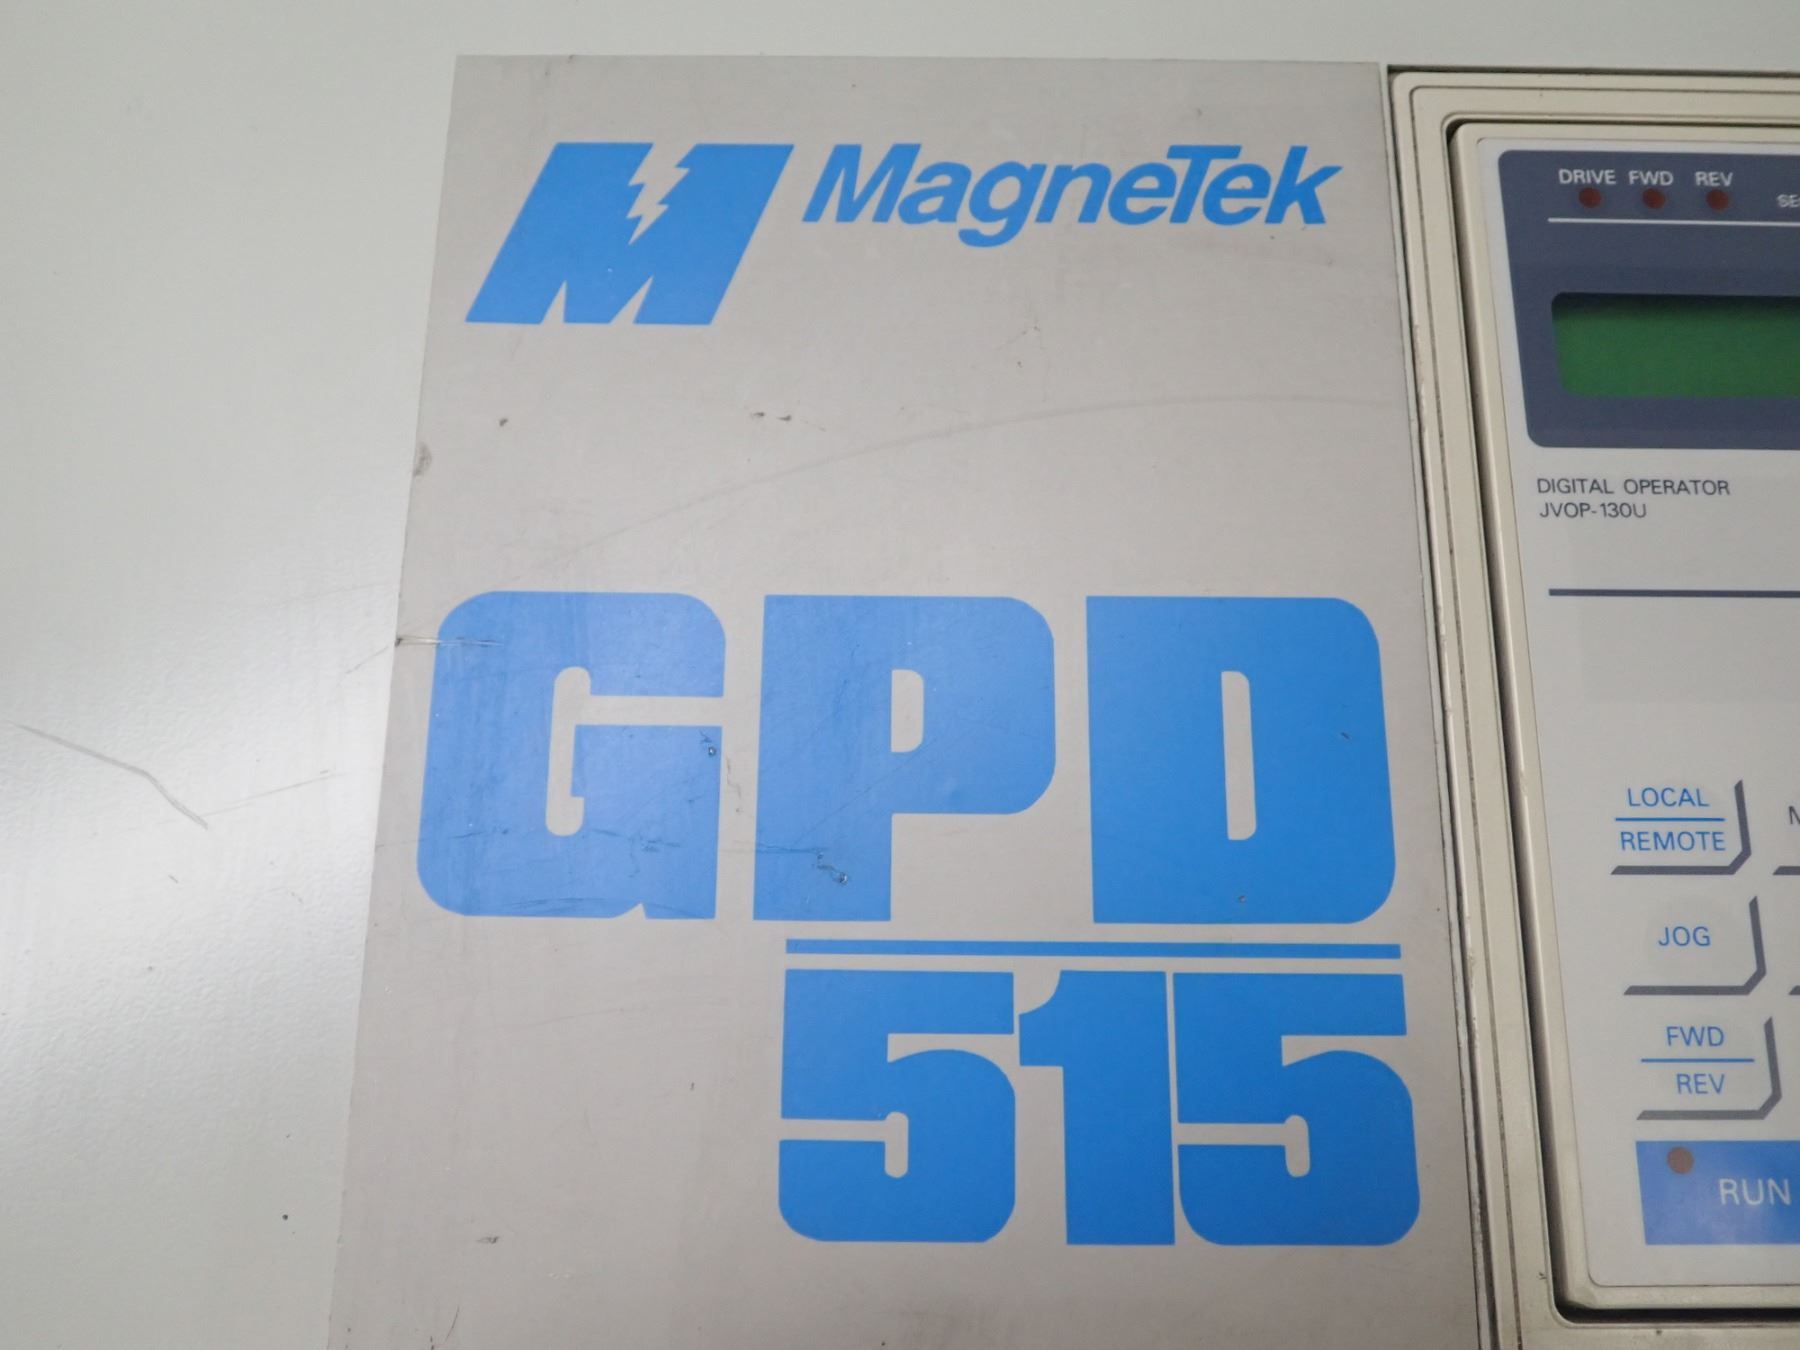 MagneTek
GPD
515
DRIVE FWD REV
DIGITAL OPERATOR
JVOP-130U
LOCAL
REMOTE
JOG
FWD
REV
RUN